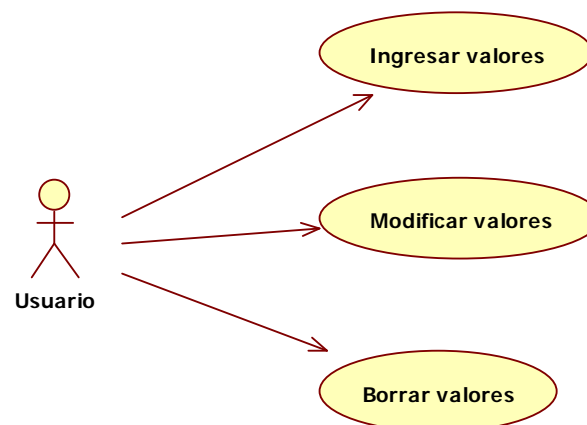 Ingresar valores
Modificar valores
Usuario
Borrar valores